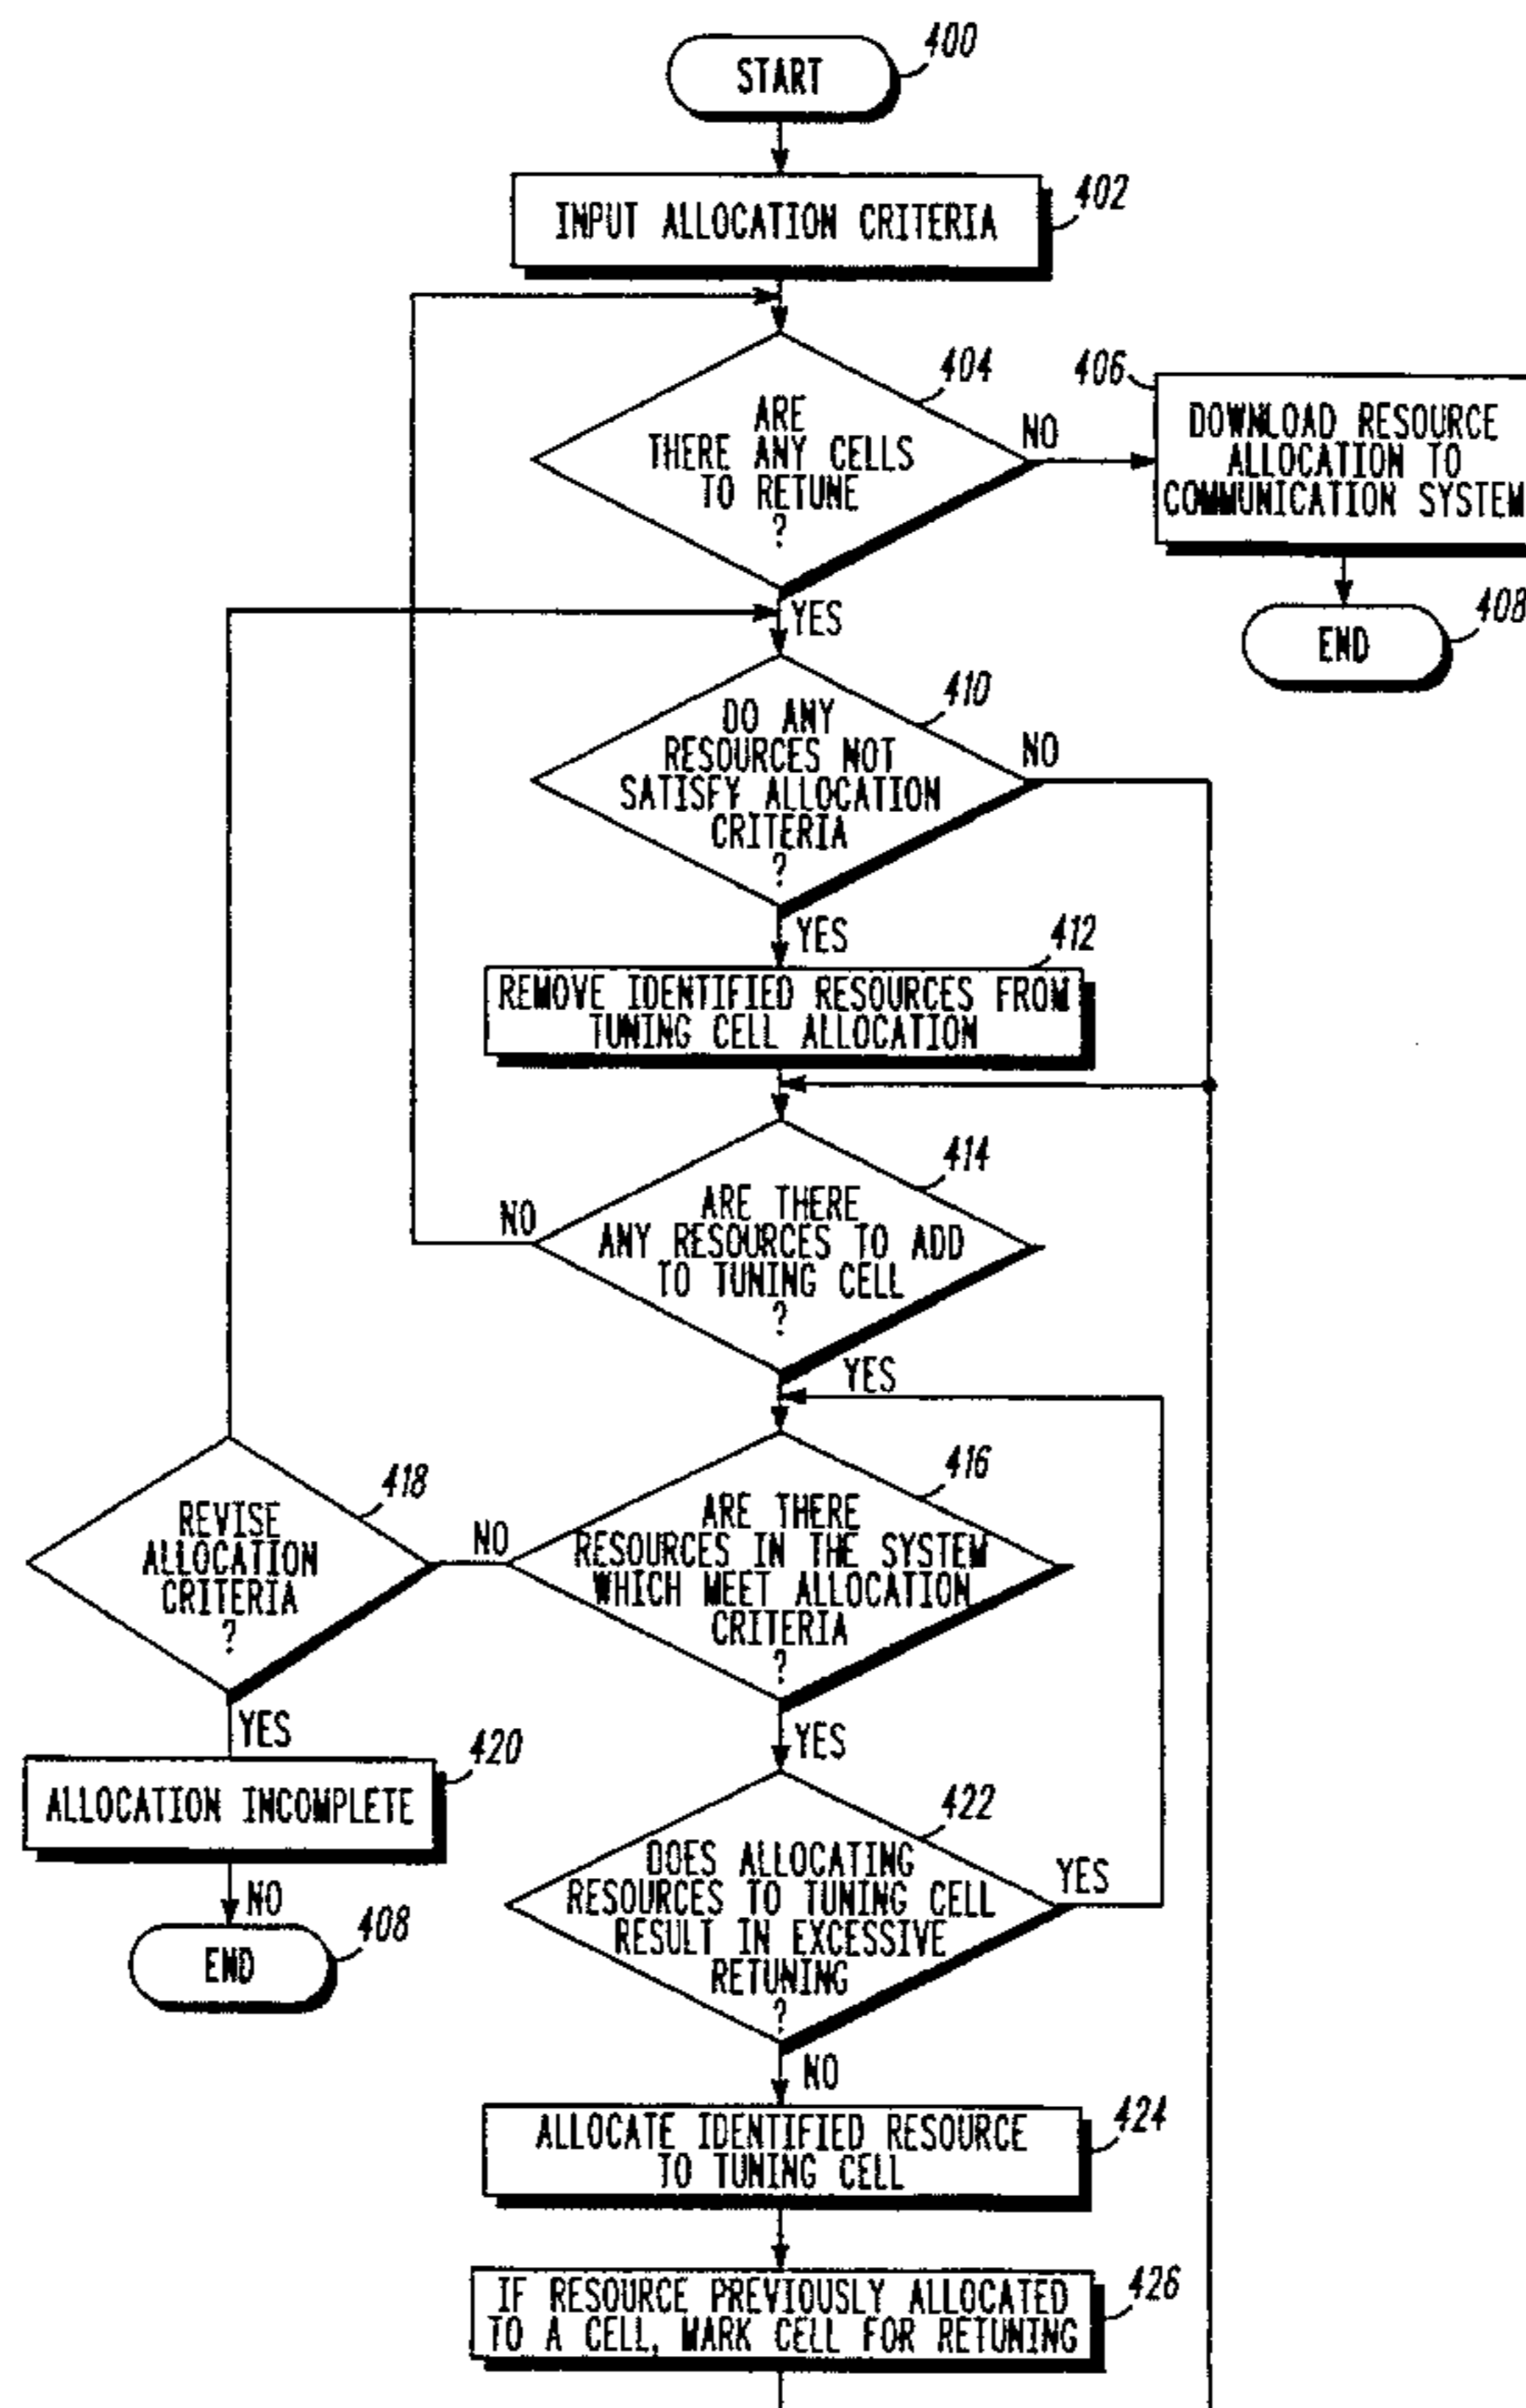 400
START
402
INPUT ALLOCATION CRITERIA
404
ARE
THERE ANY CELLS
TO RETUNE
?
NO
406
DOWNLOAD RESOURCE
ALLOCATION TO
COMMUNICATION SYSTEM
YES
408
END
410
DO ANY
RESOURCES NOT
SATISFY ALLOCATION
CRITERIA
?
NO
YES
412
REMOVE IDENTIFIED RESOURCES FROM
TUNING CELL ALLOCATION
414
ARE THERE
ANY RESOURCES TO ADD
TO TUNING CELL
?
NO
YES
416
ARE THERE
RESOURCES IN THE SYSTEM
WHICH MEET ALLOCATION
CRITERIA
?
NO
418
REVISE
ALLOCATION
CRITERIA
?
YES
YES
420
ALLOCATION INCOMPLETE
NO
408
END
422
DOES ALLOCATING
RESOURCES TO TUNING CELL
RESULT IN EXCESSIVE
RETUNING
?
YES
NO
424
ALLOCATE IDENTIFIED RESOURCE
TO TUNING CELL
426
IF RESOURCE PREVIOUSLY ALLOCATED
TO A CELL, MARK CELL FOR RETUNING